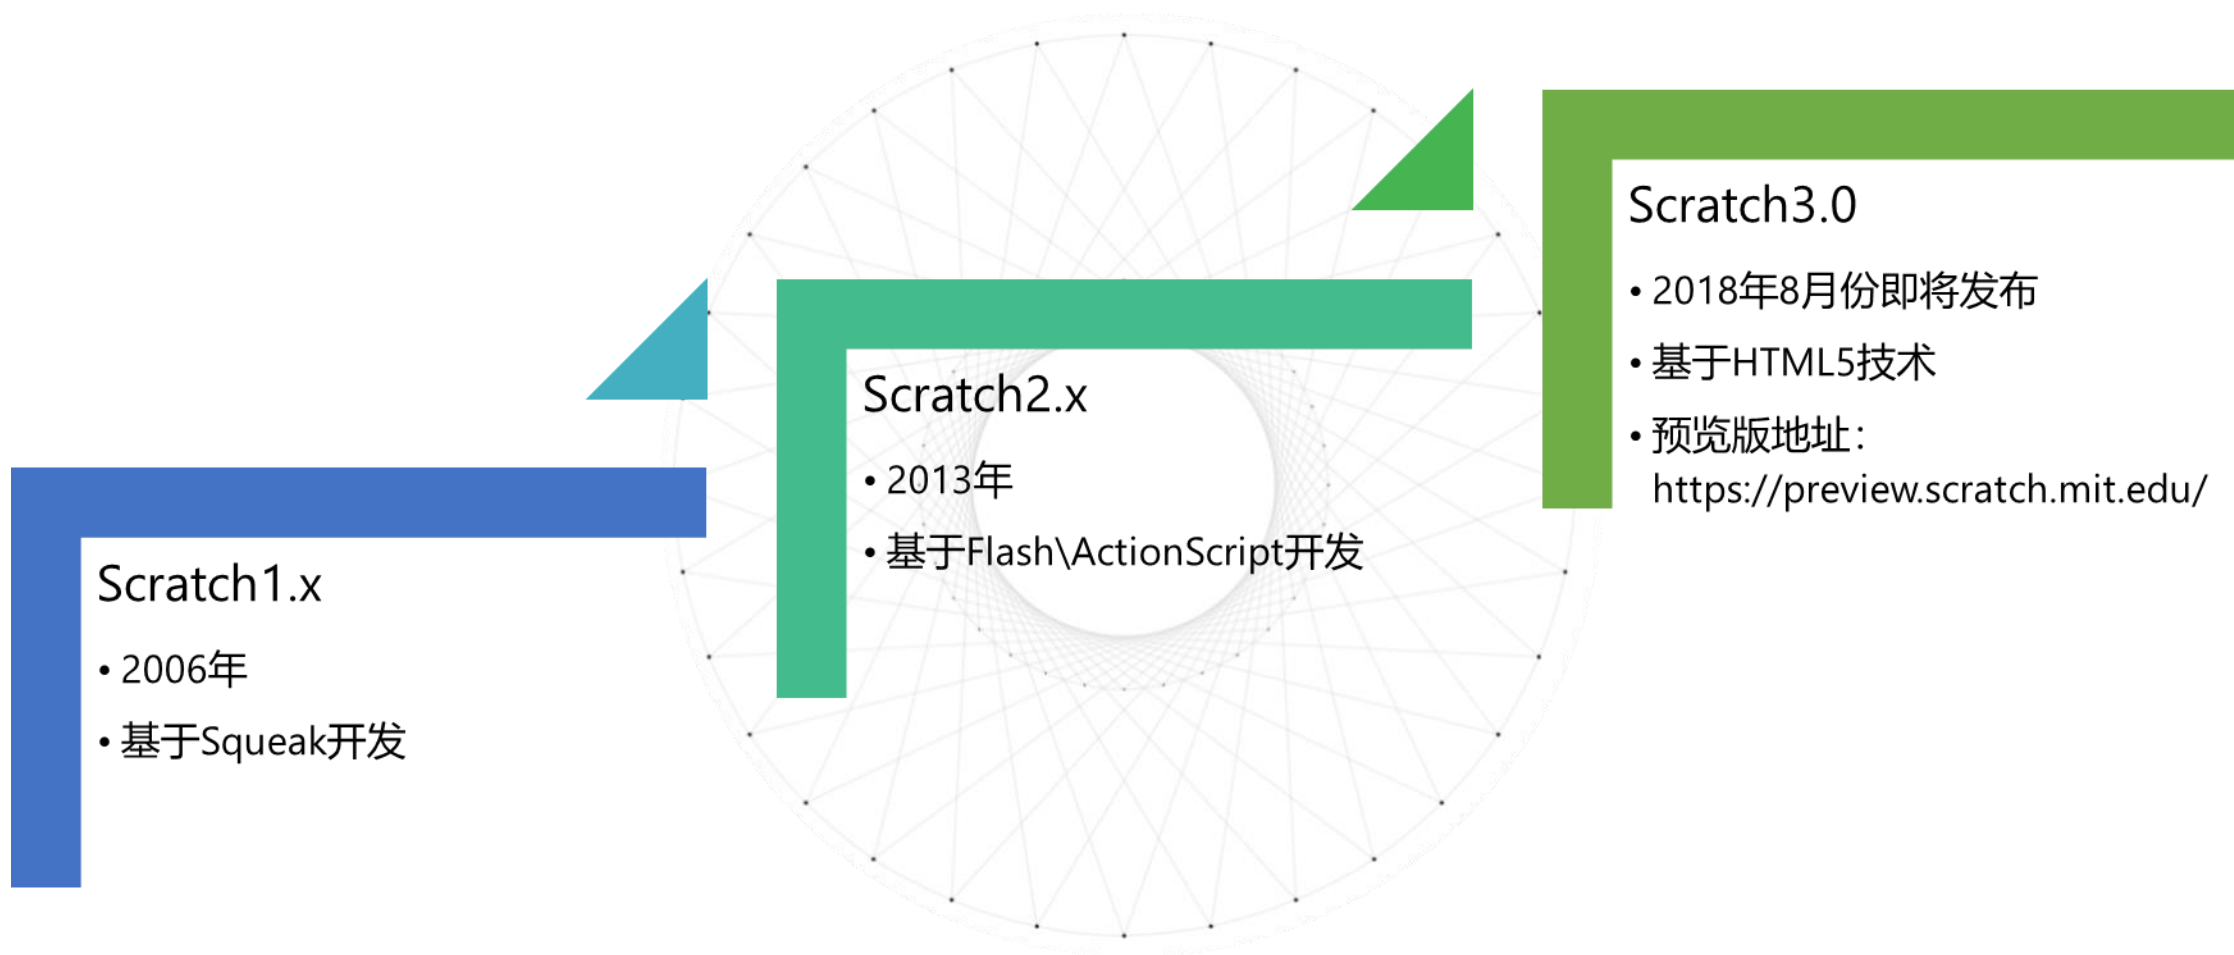 Scratch1.x
• 2006年
• 基于Squeak开发
Scratch2.x
• 2013年
• 基于Flash\ActionScript开发
Scratch3.0
• 2018年8月份即将发布
• 基于HTML5技术
• 预览版地址：
https://preview.scratch.mit.edu/